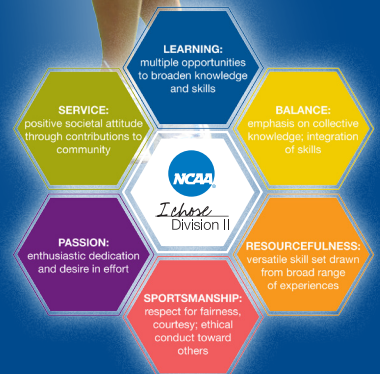 LEARNING:
multiple opportunities
to broaden knowledge
and skills
SERVICE:
positive societal attitude
through contributions to
community
BALANCE:
emphasis on collective
knowledge; integration
of skills
NCAA
I chose
Division II
PASSION:
enthusiastic dedication
and desire in effort
RESOURCEFULNESS:
versatile skill set drawn
from broad range
of experiences
SPORTSMANSHIP:
respect for fairness,
courtesy; ethical
conduct toward
others